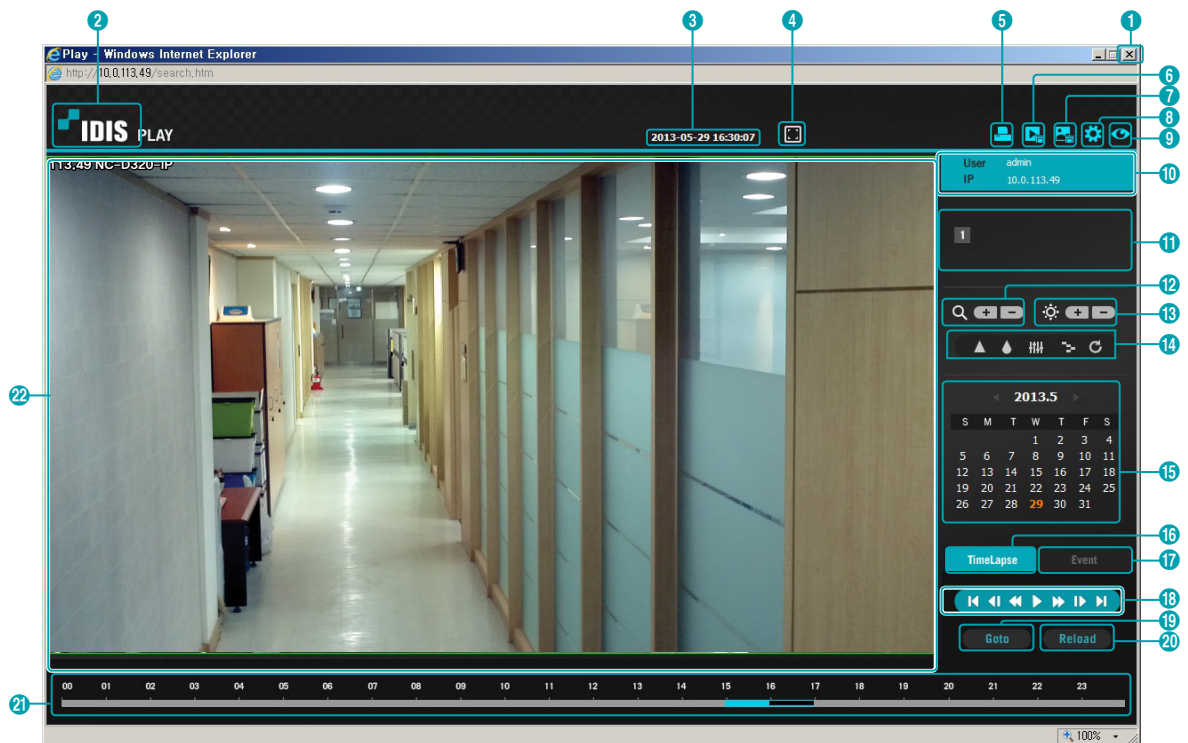 2
3
4
5
1
Play - Windows Internet Explorer
http://10.0.113.49/search.htm
6
7
8
9
IDIS PLAY
2013-05-29 16:30:07
113.49 NC-D320-IP
User admin
IP 10.0.113.49
10
1
11
12
13
14
22
2013.5
S M T W T F S
1 2 3 4
5 6 7 8 9 10 11
12 13 14 15 16 17 18
19 20 21 22 23 24 25
26 27 28 29 30 31
15
16
TimeLapse
Event
17
18
19
Goto
Reload
20
00 01 02 03 04 05 06 07 08 09 10 11 12 13 14 15 16 17 18 19 20 21 22 23
21
100%